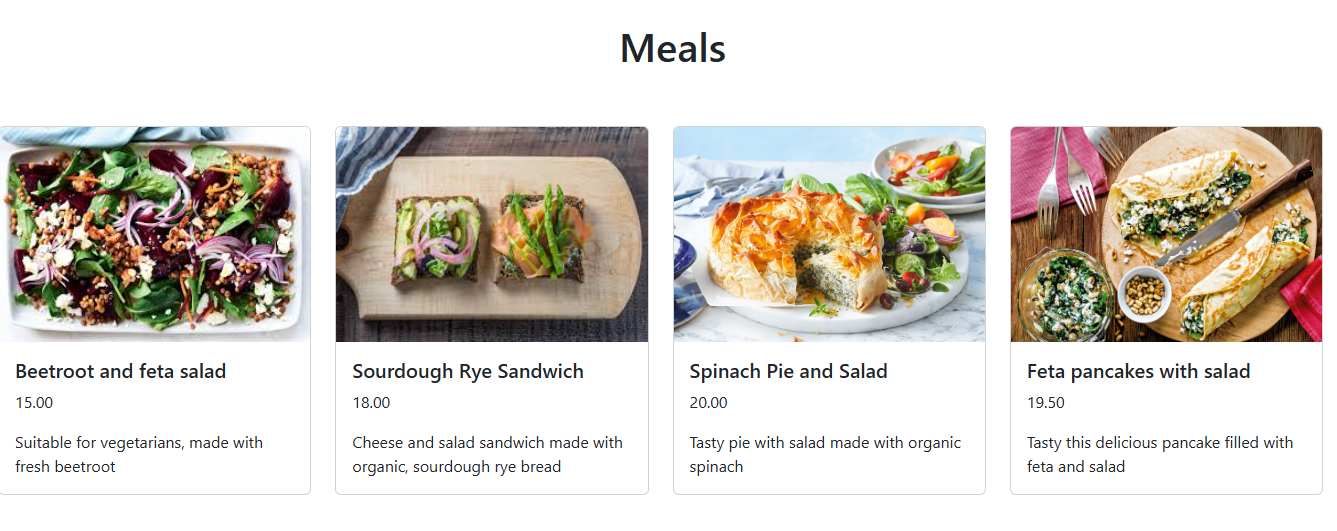 Meals
Beetroot and feta salad
15.00
Suitable for vegetarians, made with
fresh beetroot
Sourdough Rye Sandwich
18.00
Cheese and salad sandwich made with
organic, sourdough rye bread
Spinach Pie and Salad
20.00
Tasty pie with salad made with organic
spinach
Feta pancakes with salad
19.50
Tasty this delicious pancake filled with
feta and salad